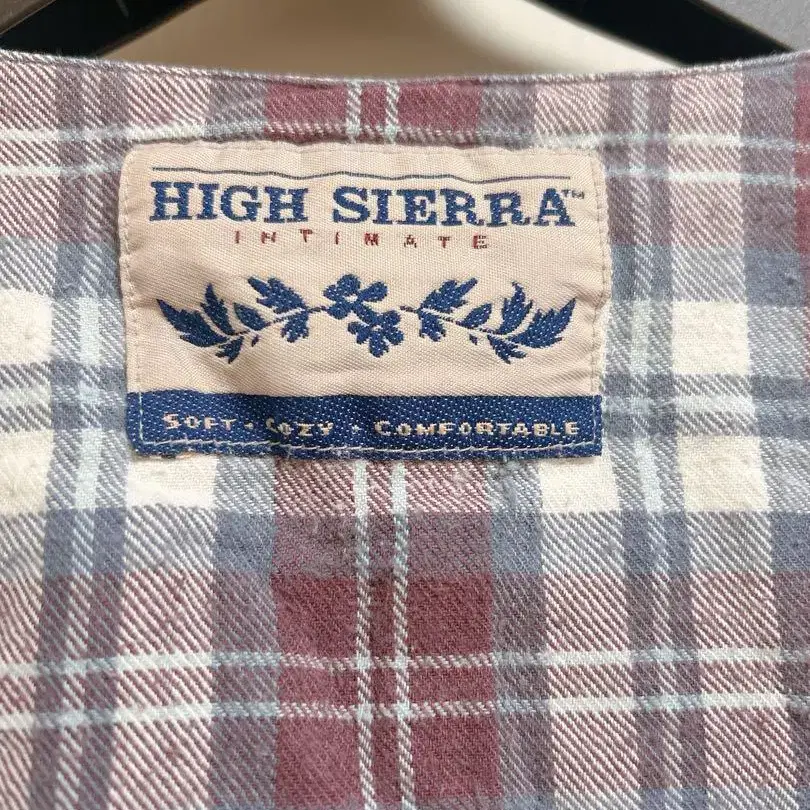 HIGH SIERRA™
INTIMATE
SOFT • COZY • COMFORTABLE